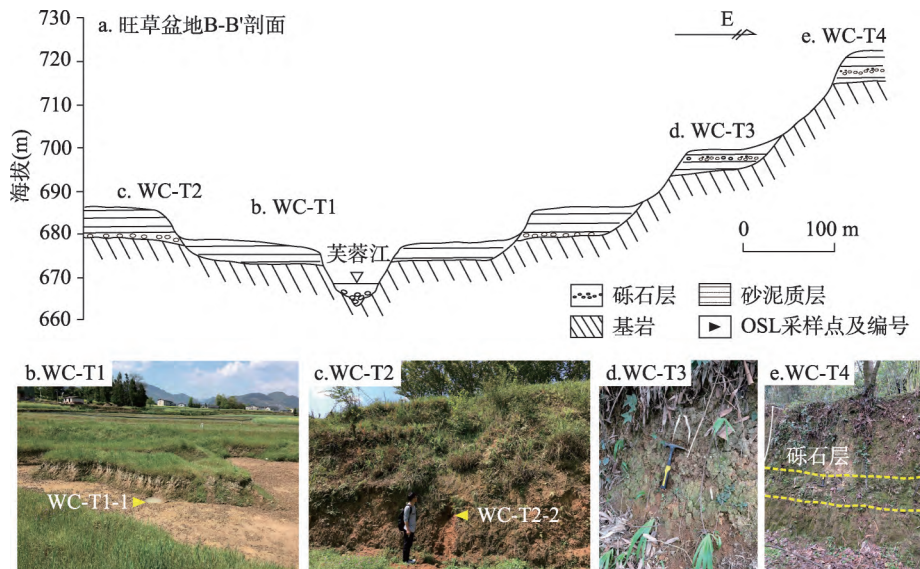 730
a. 旺草盆地B-B'剖面
E
e. WC-T4
720
710
海拔(m)
700
d. WC-T3
690
c. WC-T2
b. WC-T1
680
芙蓉江
0 100 m
670
660
砾石层
砂泥质层
基岩
OSL采样点及编号
b.WC-T1
c.WC-T2
d.WC-T3
e.WC-T4
砾石层
WC-T1-1
WC-T2-2